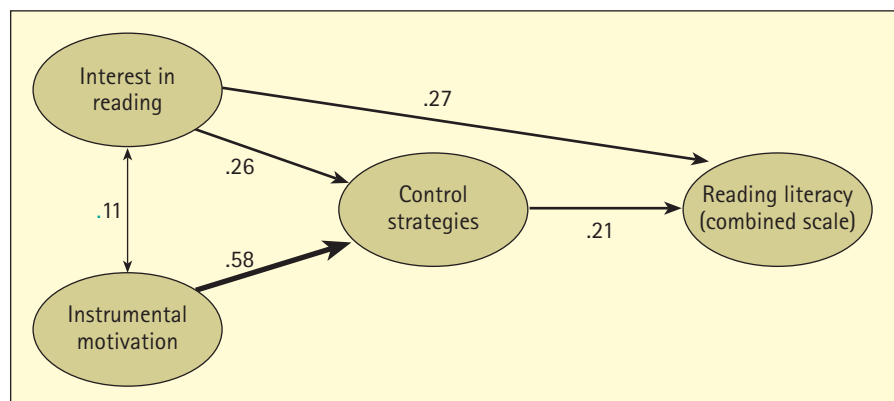 Interest in
reading
.27
.26
.11
Control
strategies
Reading literacy
(combined scale)
.21
.58
Instrumental
motivation